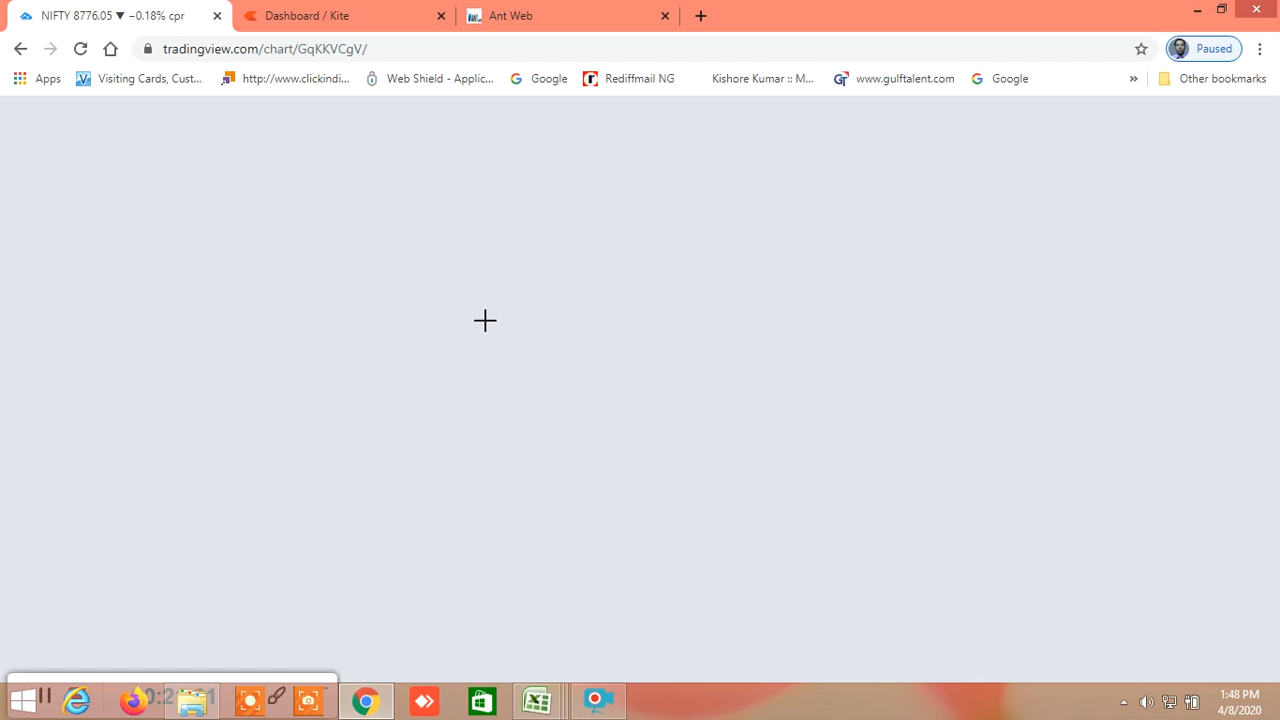 NIFTY 8776.05 ▼ −0.18% cpr
Dashboard / Kite
Ant Web
tradingview.com/chart/GqKKVCgV/
Paused
Apps
Visiting Cards, Cust...
http://www.clickindi...
Web Shield - Applic...
Google
Rediffmail NG
Kishore Kumar :: M...
www.gulftalent.com
Google
»
Other bookmarks
1:48 PM
4/8/2020